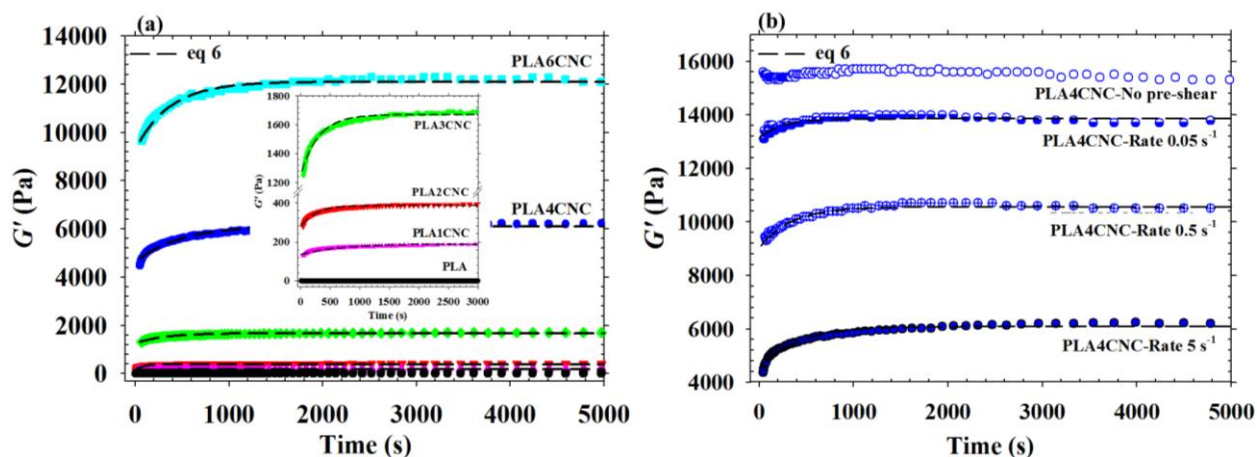 (a)
eq 6
PLA6CNC
PLA4CNC
G' (Pa)
14000
12000
10000
8000
6000
4000
2000
0
0 1000 2000 3000 4000 5000
Time (s)
1800
1600
1400
1200
400
200
0
G' (Pa)
PLA3CNC
PLA2CNC
PLA1CNC
PLA
0 500 1000 1500 2000 2500 3000
Time (s)
(b)
eq 6
16000
14000
12000
10000
8000
6000
4000
G' (Pa)
PLA4CNC-No pre-shear
PLA4CNC-Rate 0.05 s⁻¹
PLA4CNC-Rate 0.5 s⁻¹
PLA4CNC-Rate 5 s⁻¹
0 1000 2000 3000 4000 5000
Time (s)